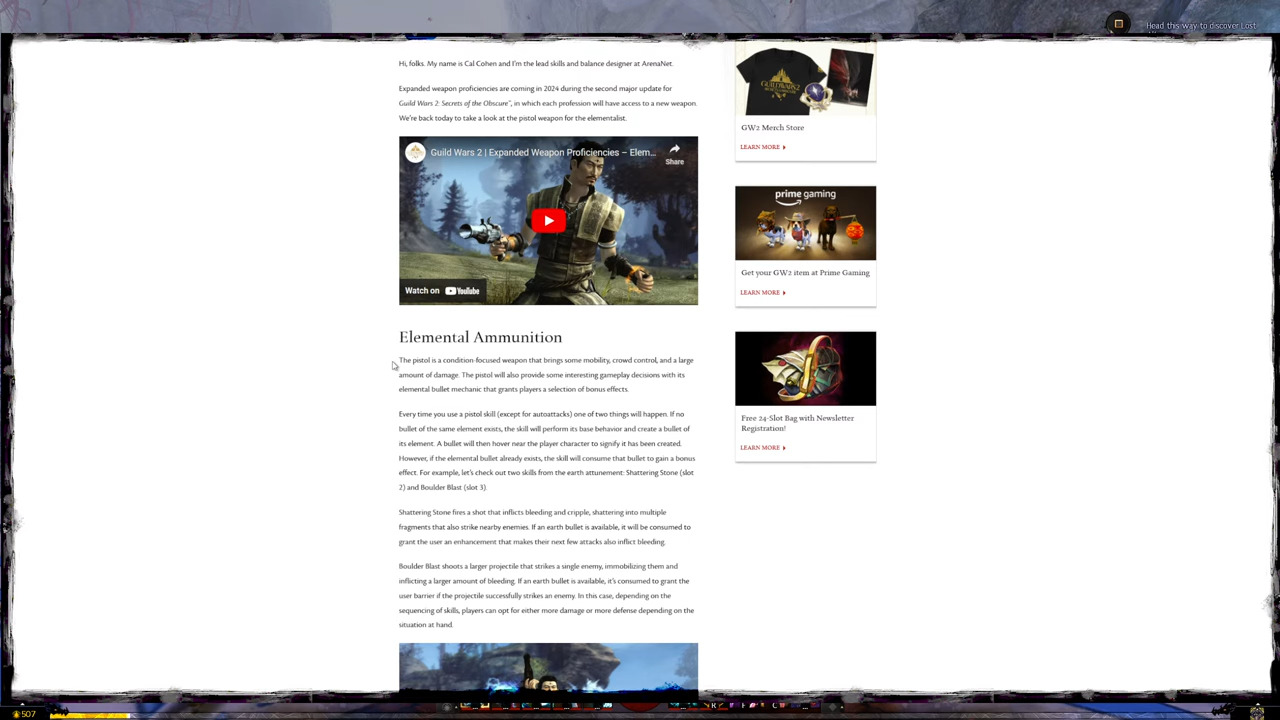 Head this way to discover Lost
Hi, folks. My name is Cal Cohen and I'm the lead skills and balance designer at ArenaNet.
Expanded weapon proficiencies are coming in 2024 during the second major update for
Guild Wars 2: Secrets of the Obscure™, in which each profession will have access to a new weapon.
We're back today to take a look at the pistol weapon for the elementalist.
Guild Wars 2 | Expanded Weapon Proficiencies – Elem...
Share
Watch on YouTube
Elemental Ammunition
The pistol is a condition-focused weapon that brings some mobility, crowd control, and a large
amount of damage. The pistol will also provide some interesting gameplay decisions with its
elemental bullet mechanic that grants players a selection of bonus effects.
Every time you use a pistol skill (except for autoattacks) one of two things will happen. If no
bullet of the same element exists, the skill will perform its base behavior and create a bullet of
its element. A bullet will then hover near the player character to signify it has been created.
However, if the elemental bullet already exists, the skill will consume that bullet to gain a bonus
effect. For example, let's check out two skills from the earth attunement: Shattering Stone (slot
2) and Boulder Blast (slot 3).
Shattering Stone fires a shot that inflicts bleeding and cripple, shattering into multiple
fragments that also strike nearby enemies. If an earth bullet is available, it will be consumed to
grant the user an enhancement that makes their next few attacks also inflict bleeding.
Boulder Blast shoots a larger projectile that strikes a single enemy, immobilizing them and
inflicting a larger amount of bleeding. If an earth bullet is available, it's consumed to grant the
user barrier if the projectile successfully strikes an enemy. In this case, depending on the
sequencing of skills, players can opt for either more damage or more defense depending on the
situation at hand.
GUILD WARS 2
GW2 Merch Store
LEARN MORE
prime gaming
Get your GW2 item at Prime Gaming
LEARN MORE
Free 24-Slot Bag with Newsletter
Registration!
LEARN MORE
507